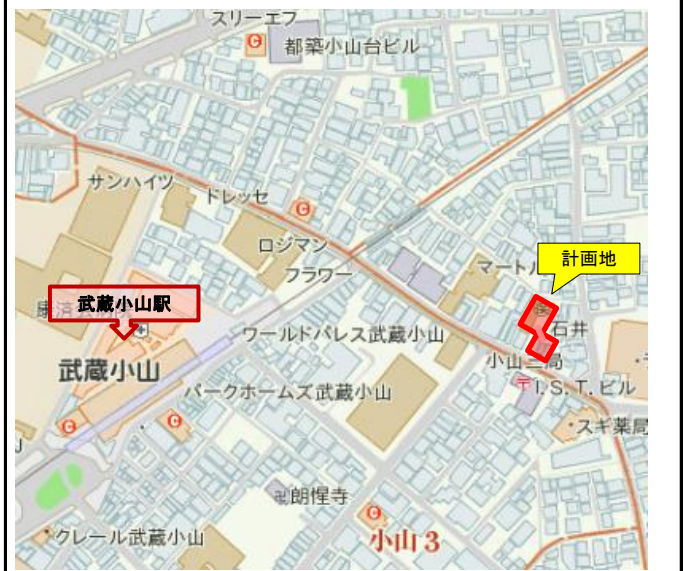 スリーエフ
都築小山台ビル
サンハイツ
ドレッセ
ロジマン
フラワー
マート
計画地
武蔵小山駅
石井
ワールドパレス武蔵小山
小山三局
武蔵小山
〒I.S.T.ビル
パークホームズ武蔵小山
スギ薬局
卍朗惺寺
小山3
クレール武蔵小山